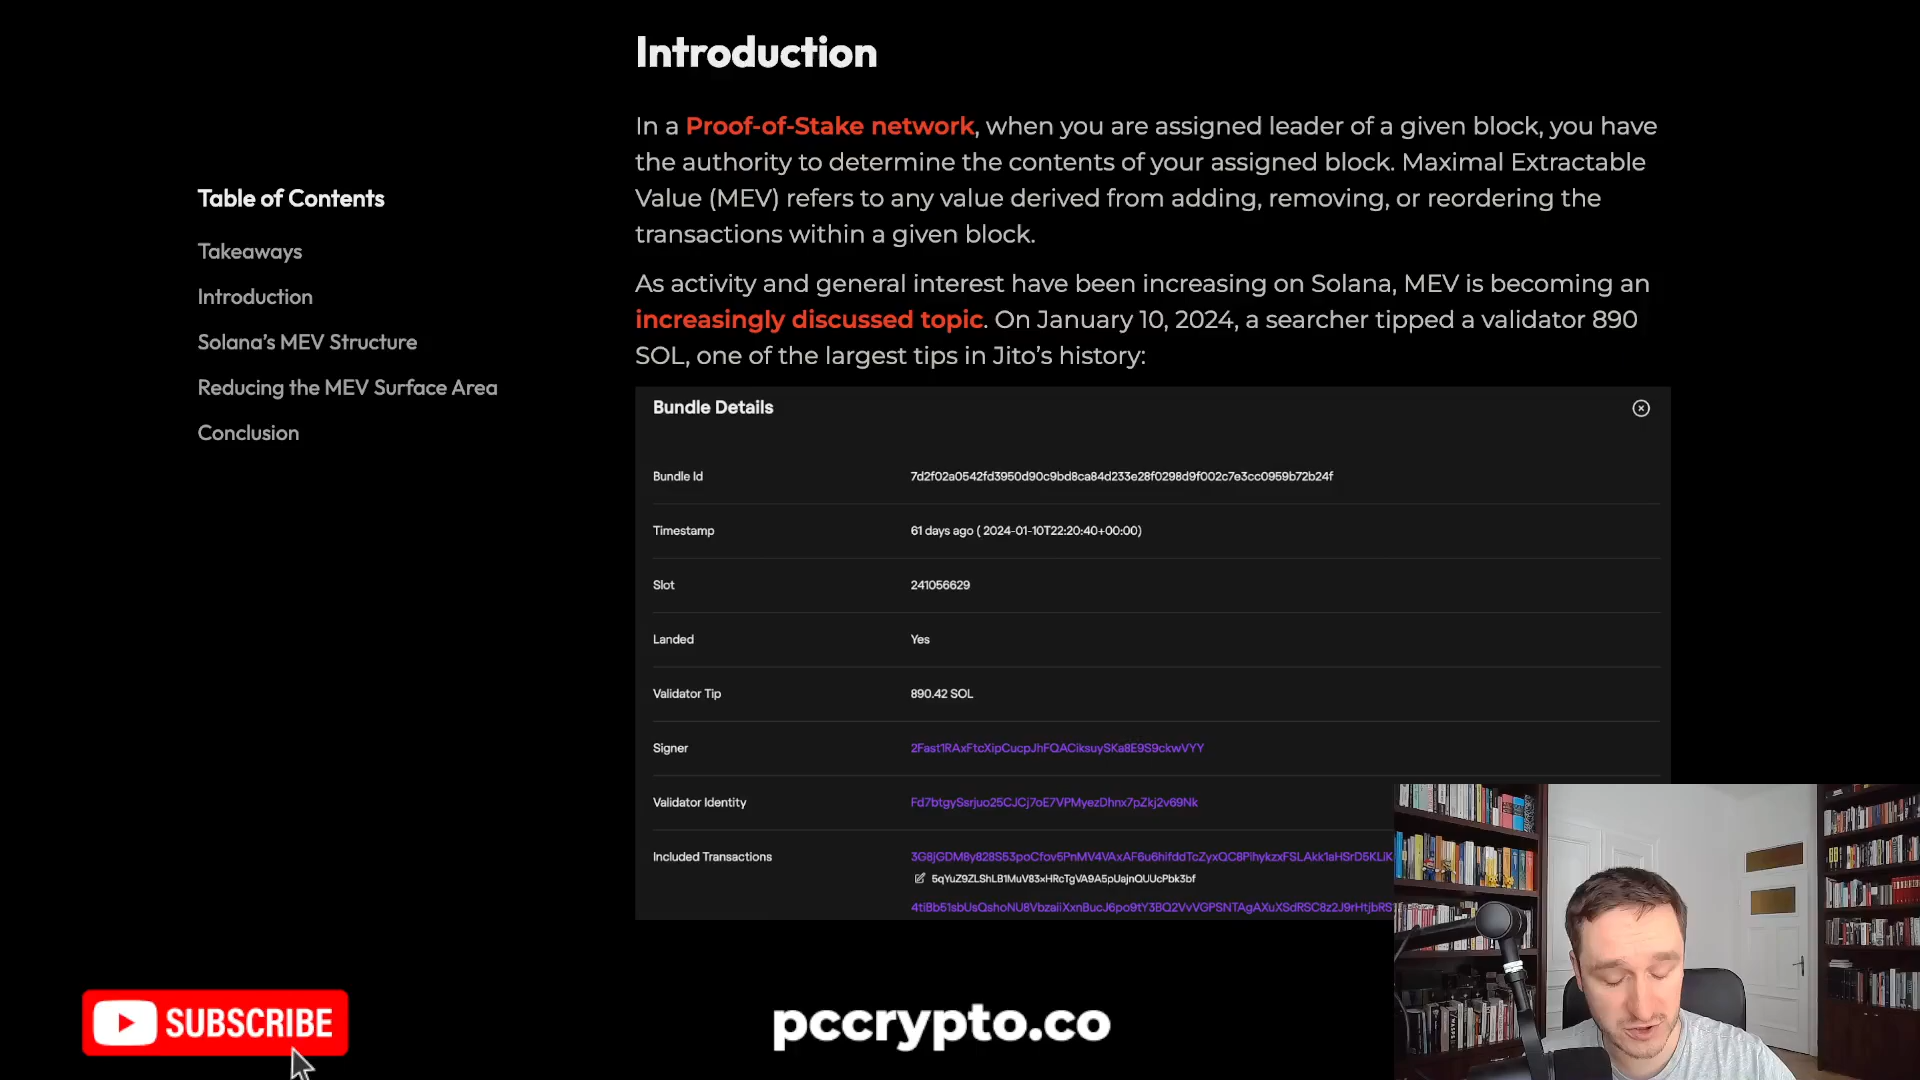 Introduction
In a Proof-of-Stake network, when you are assigned leader of a given block, you have
the authority to determine the contents of your assigned block. Maximal Extractable
Value (MEV) refers to any value derived from adding, removing, or reordering the
transactions within a given block.
As activity and general interest have been increasing on Solana, MEV is becoming an
increasingly discussed topic. On January 10, 2024, a searcher tipped a validator 890
SOL, one of the largest tips in Jito's history:
Table of Contents
Takeaways
Introduction
Solana's MEV Structure
Reducing the MEV Surface Area
Conclusion
Bundle Details
Bundle Id 7d2f02a0542fd3950d90c9bd8ca84d233e28f0298d9f002c7e3cc0959b72b24f
Timestamp 61 days ago ( 2024-01-10T22:20:40+00:00)
Slot 241056629
Landed Yes
Validator Tip 890.42 SOL
Signer 2Fast1RAxFtcXipCucpJhFQACiksuySKa8E9S9ckwVYY
Validator Identity Fd7btgySsrjuo25CJCj7oE7VPMyezDhnx7pZkj2v69Nk
Included Transactions 3G8jGDM8y828S53poCfov5PnMV4VAxAF6u6hifddTcZyxQC8PihykzxFSLAkk1aHSrD5KLiK
5qYuZ9ZLShLB1MuV83xHRcTgVA9A5pUajnQUUcPbk3bf
4tiBb51sbUsQshoNU8VbzaiiXxnBucJ6po9tY3BQ2VvVGPSNTAgAXuXSdRSC8z2J9rHtjbRS
SUBSCRIBE
pccrypto.co